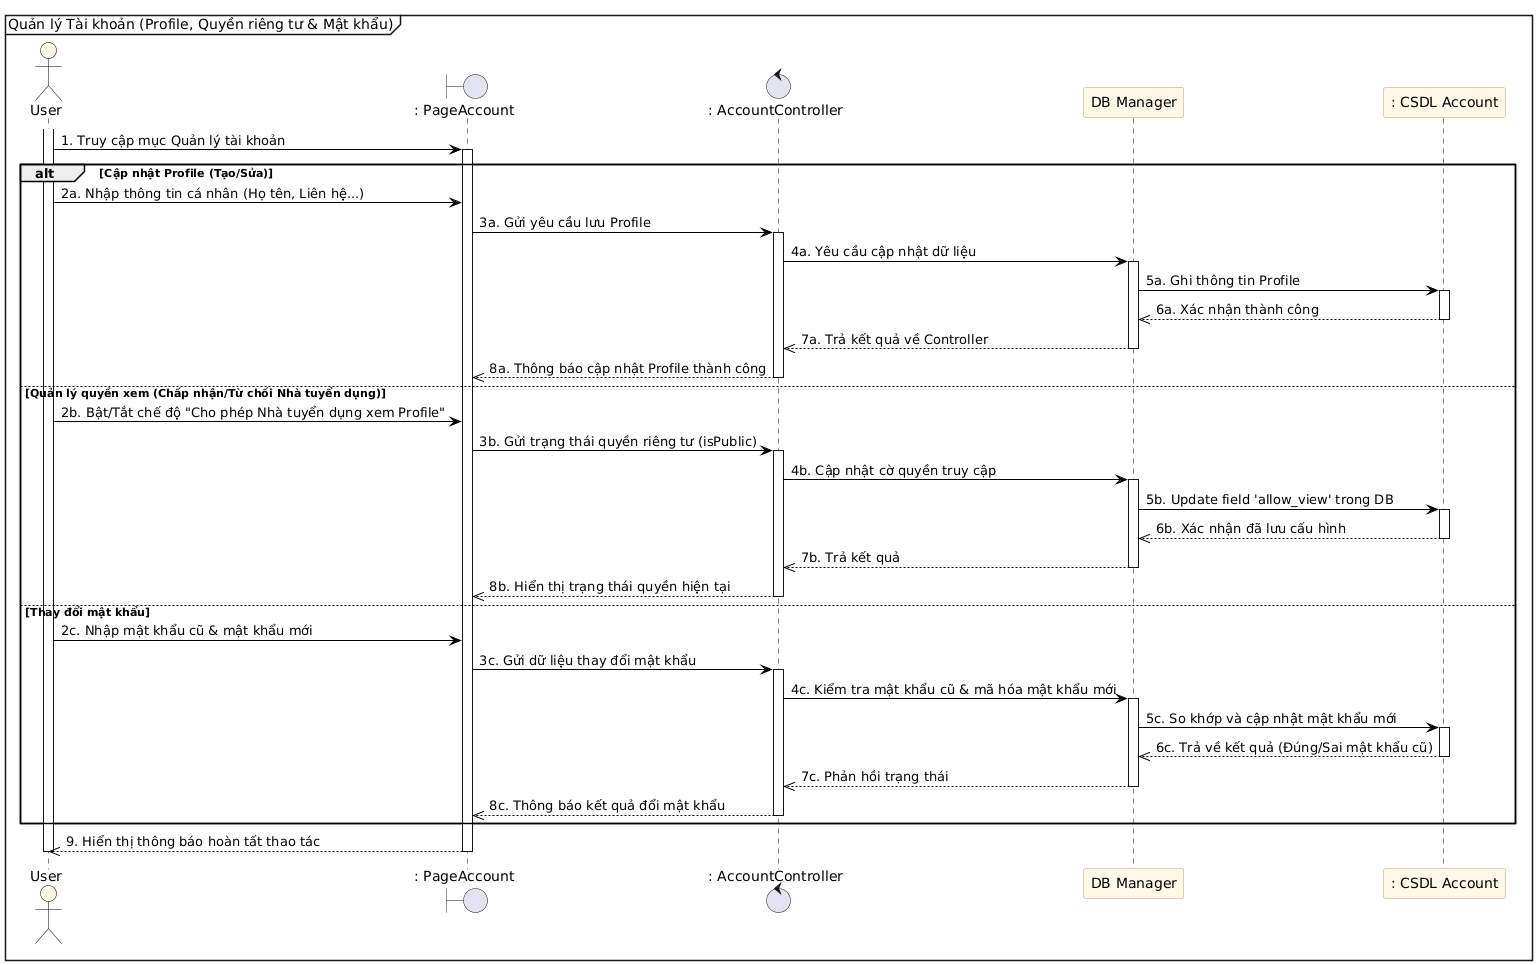 Quản lý Tài khoản (Profile, Quyền riêng tư & Mật khẩu)
User
: PageAccount
: AccountController
DB Manager
: CSDL Account
1. Truy cập mục Quản lý tài khoản
alt [Cập nhật Profile (Tạo/Sửa)]
2a. Nhập thông tin cá nhân (Họ tên, Liên hệ...)
3a. Gửi yêu cầu lưu Profile
4a. Yêu cầu cập nhật dữ liệu
5a. Ghi thông tin Profile
6a. Xác nhận thành công
7a. Trả kết quả về Controller
8a. Thông báo cập nhật Profile thành công
[Quản lý quyền xem (Chấp nhận/Từ chối Nhà tuyển dụng)]
2b. Bật/Tắt chế độ "Cho phép Nhà tuyển dụng xem Profile"
3b. Gửi trạng thái quyền riêng tư (isPublic)
4b. Cập nhật cờ quyền truy cập
5b. Update field 'allow_view' trong DB
6b. Xác nhận đã lưu cấu hình
7b. Trả kết quả
8b. Hiển thị trạng thái quyền hiện tại
[Thay đổi mật khẩu]
2c. Nhập mật khẩu cũ & mật khẩu mới
3c. Gửi dữ liệu thay đổi mật khẩu
4c. Kiểm tra mật khẩu cũ & mã hóa mật khẩu mới
5c. So khớp và cập nhật mật khẩu mới
6c. Trả về kết quả (Đúng/Sai mật khẩu cũ)
7c. Phản hồi trạng thái
8c. Thông báo kết quả đổi mật khẩu
9. Hiển thị thông báo hoàn tất thao tác
User
: PageAccount
: AccountController
DB Manager
: CSDL Account